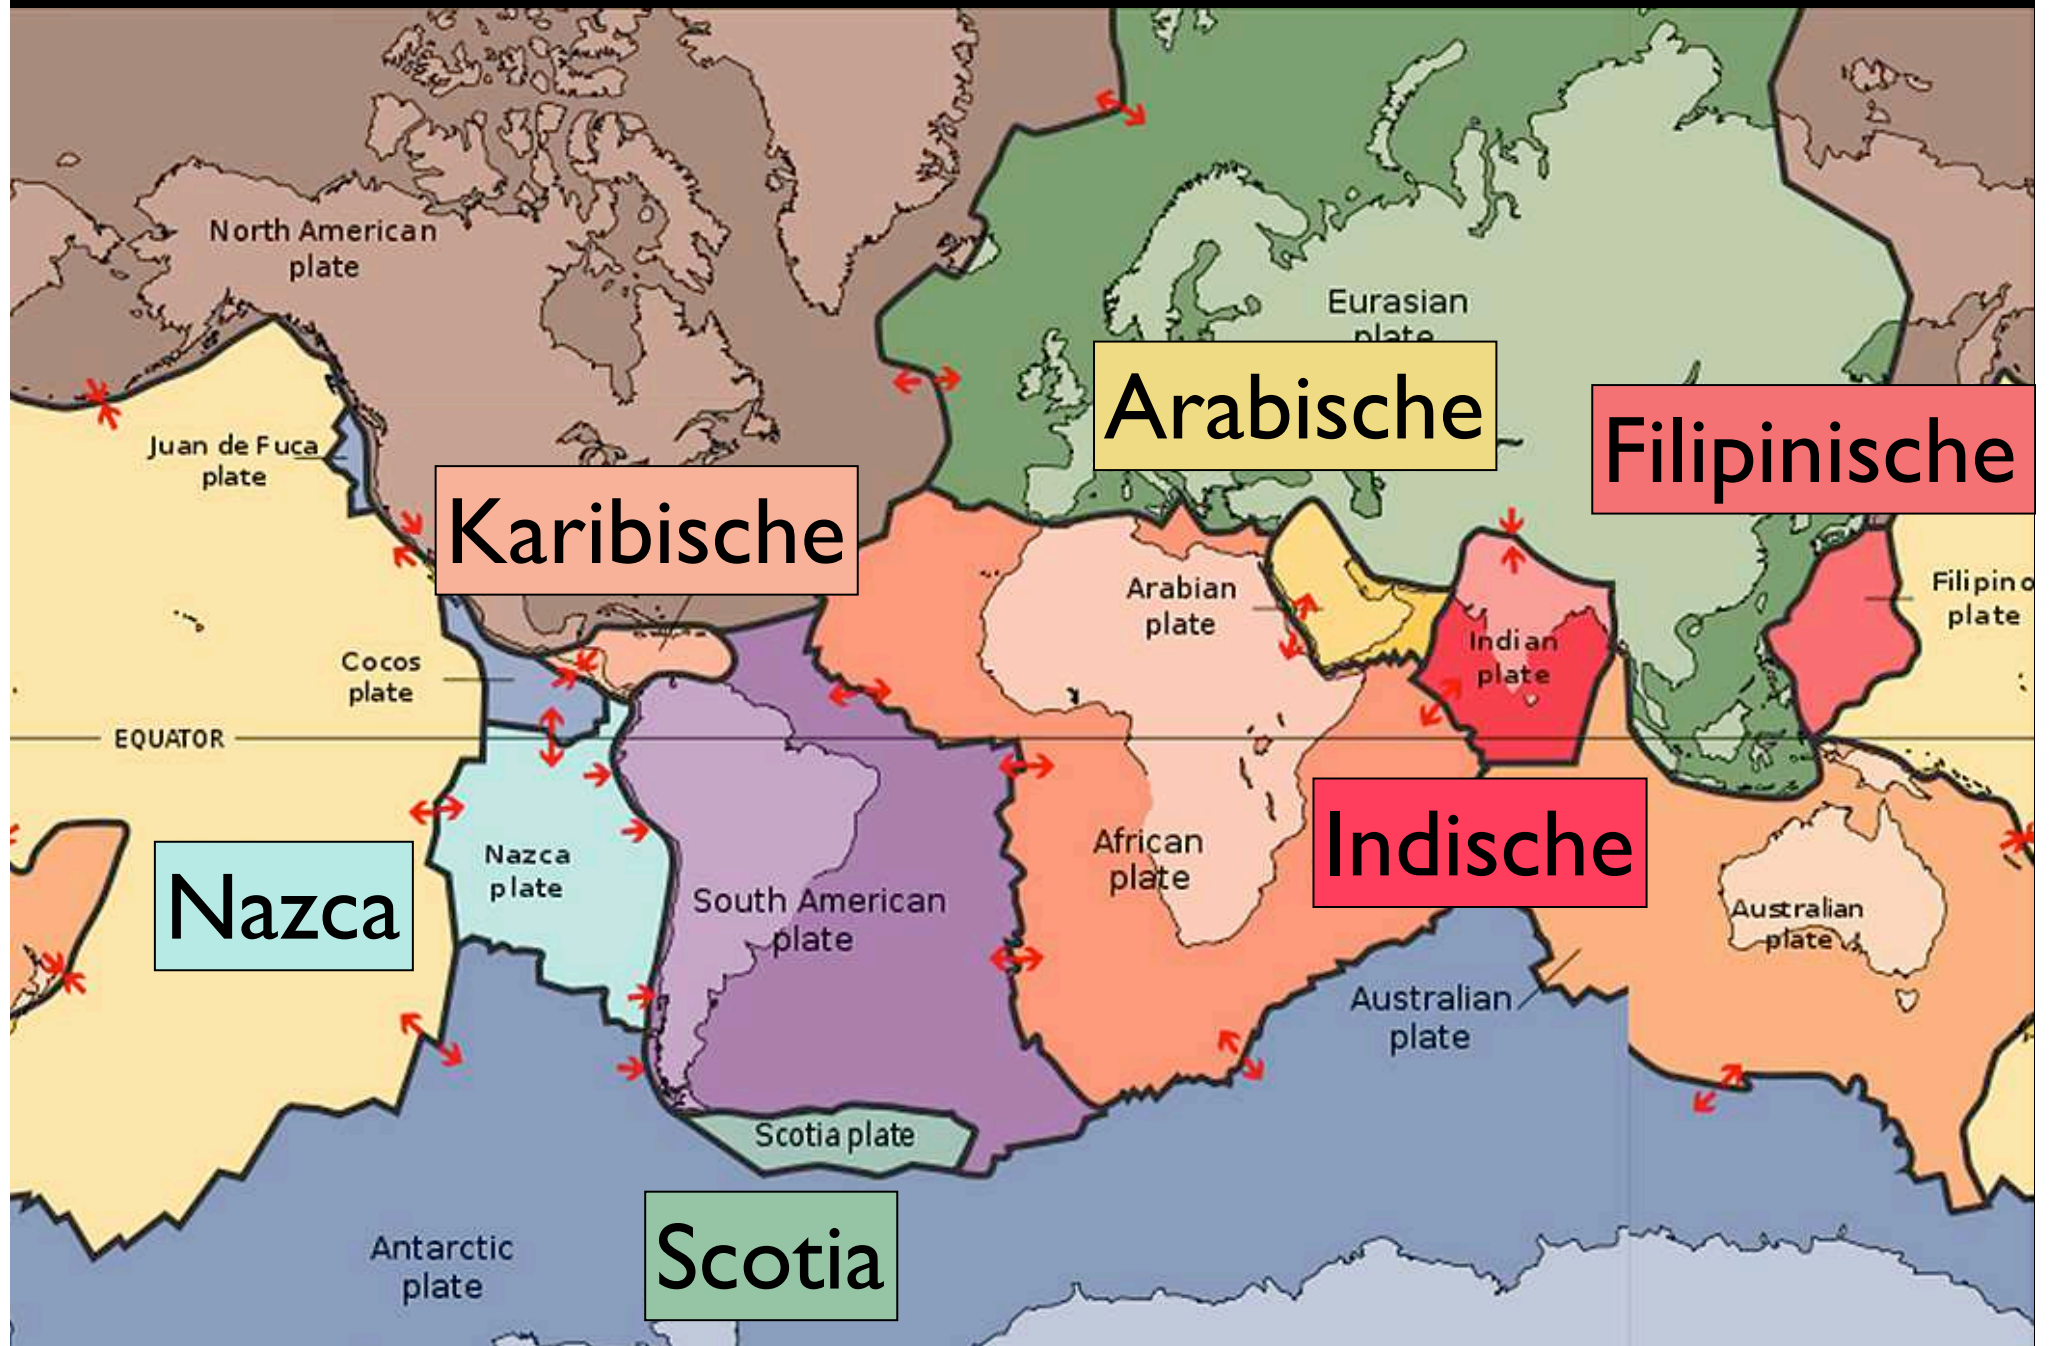 North American
plate
Eurasian
plate
Arabische
Filipinische
Juan de Fuca
plate
Karibische
Arabian
plate
Filipino
plate
Indian
plate
Cocos
plate
EQUATOR
Indische
Nazca
Nazca
plate
African
plate
South American
plate
Australian
plate
Australian
plate
Scotia plate
Scotia
Antarctic
plate